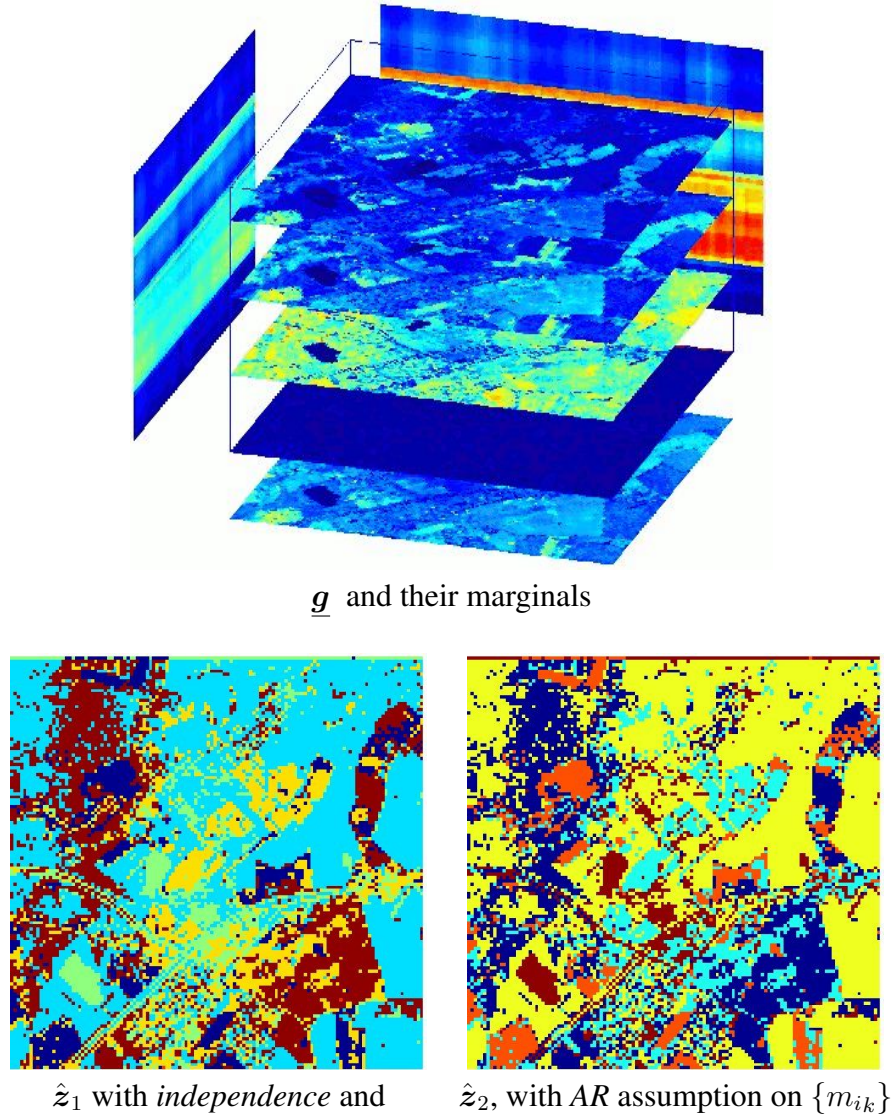 g and their marginals
ẑ₁ with independence and
ẑ₂, with AR assumption on {mᵢₖ}